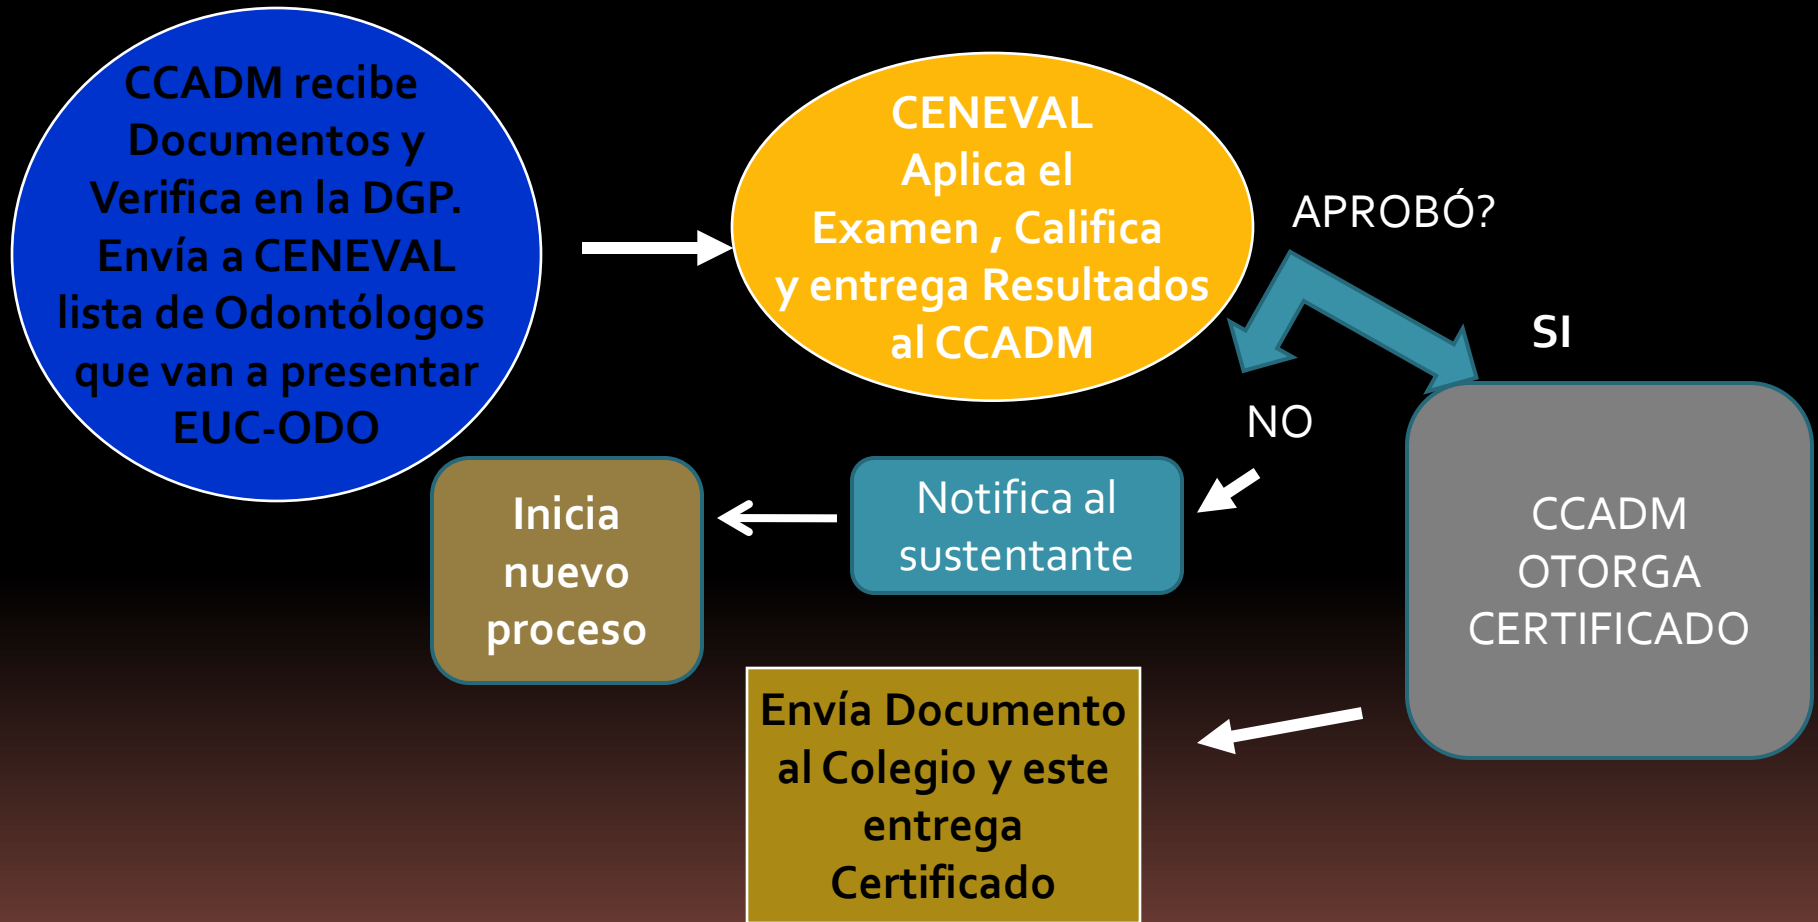 CCADM recibe
Documentos y
Verifica en la DGP.
Envía a CENEVAL
lista de Odontólogos
que van a presentar
EUC-ODO
CENEVAL
Aplica el
Examen , Califica
y entrega Resultados
al CCADM
APROBÓ?
SI
NO
CCADM
OTORGA
CERTIFICADO
Notifica al
sustentante
Inicia
nuevo
proceso
Envía Documento
al Colegio y este
entrega
Certificado